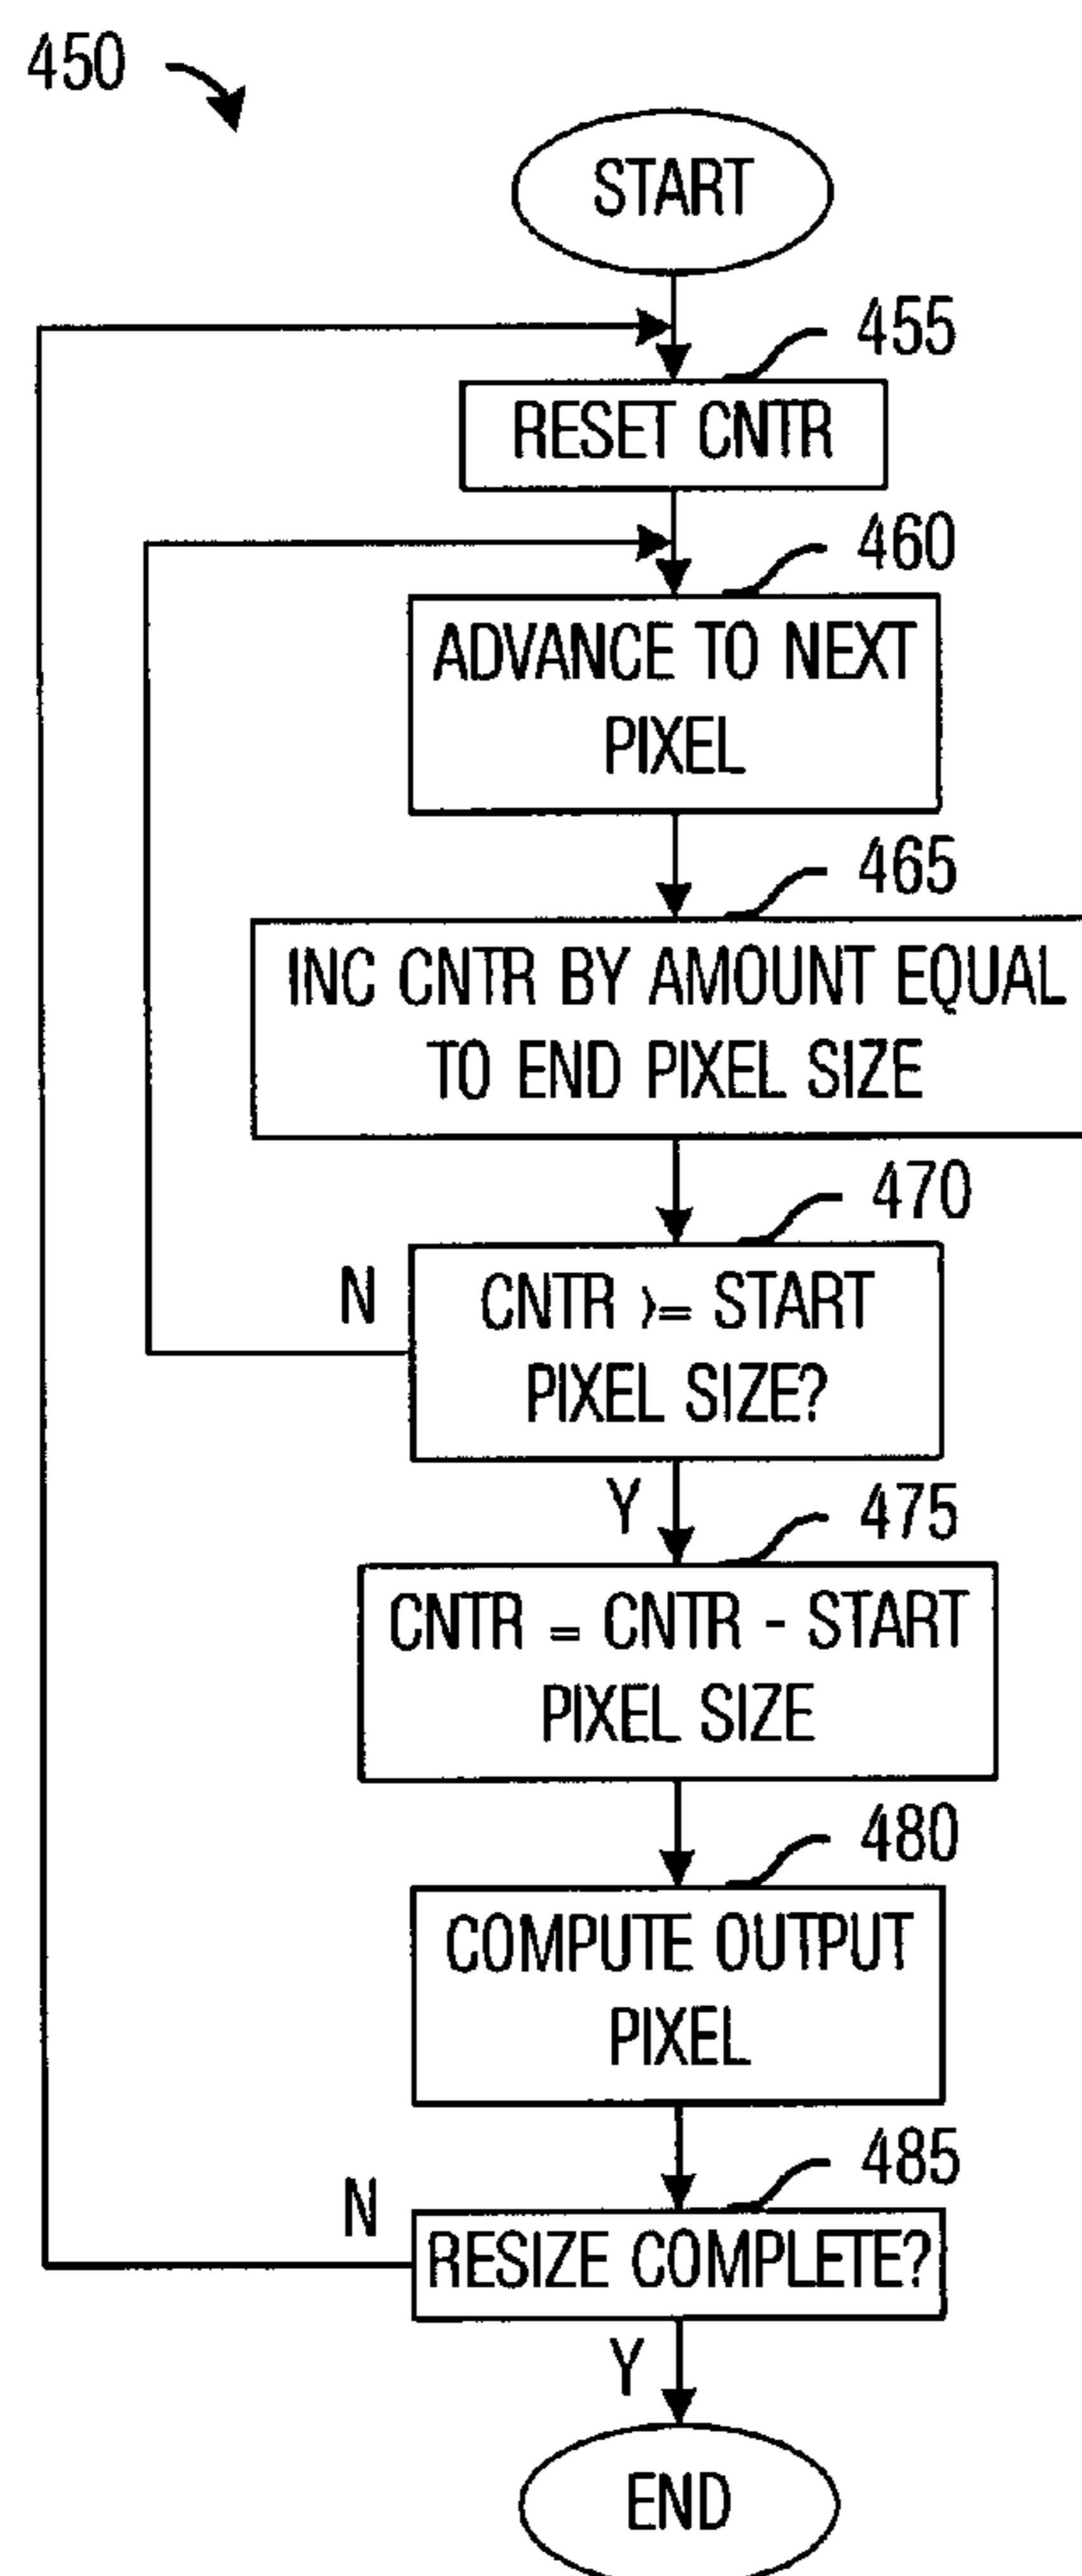 450
START
455
RESET CNTR
460
ADVANCE TO NEXT
PIXEL
465
INC CNTR BY AMOUNT EQUAL
TO END PIXEL SIZE
470
N
CNTR >= START
PIXEL SIZE?
Y
475
CNTR = CNTR - START
PIXEL SIZE
480
COMPUTE OUTPUT
PIXEL
485
N
RESIZE COMPLETE?
Y
END